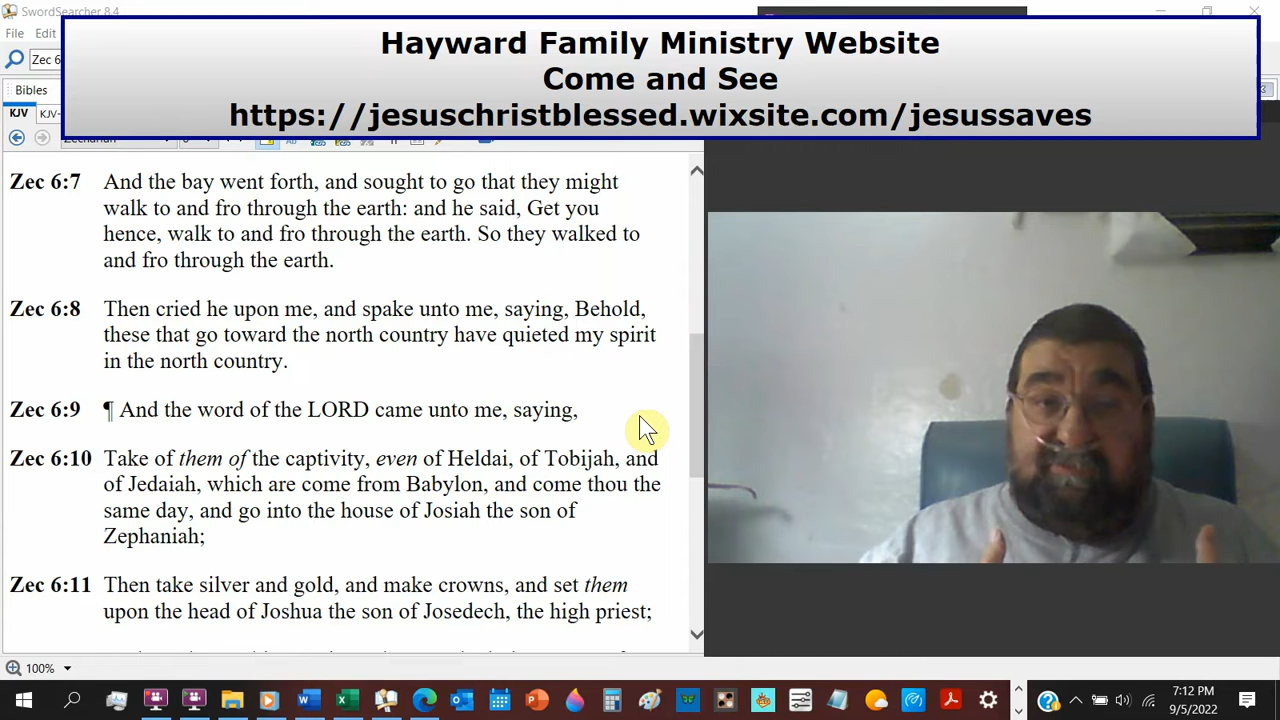 SwordSearcher 8.4
File Edit
Hayward Family Ministry Website
Come and See
https://jesuschristblessed.wixsite.com/jesussaves
Zec 6
Bibles
KJV KJV-
Zec 6:7 And the bay went forth, and sought to go that they might
walk to and fro through the earth: and he said, Get you
hence, walk to and fro through the earth. So they walked to
and fro through the earth.
Zec 6:8 Then cried he upon me, and spake unto me, saying, Behold,
these that go toward the north country have quieted my spirit
in the north country.
Zec 6:9 ¶ And the word of the LORD came unto me, saying,
Zec 6:10 Take of them of the captivity, even of Heldai, of Tobijah, and
of Jedaiah, which are come from Babylon, and come thou the
same day, and go into the house of Josiah the son of
Zephaniah;
Zec 6:11 Then take silver and gold, and make crowns, and set them
upon the head of Joshua the son of Josedech, the high priest;
100%
7:12 PM
9/5/2022